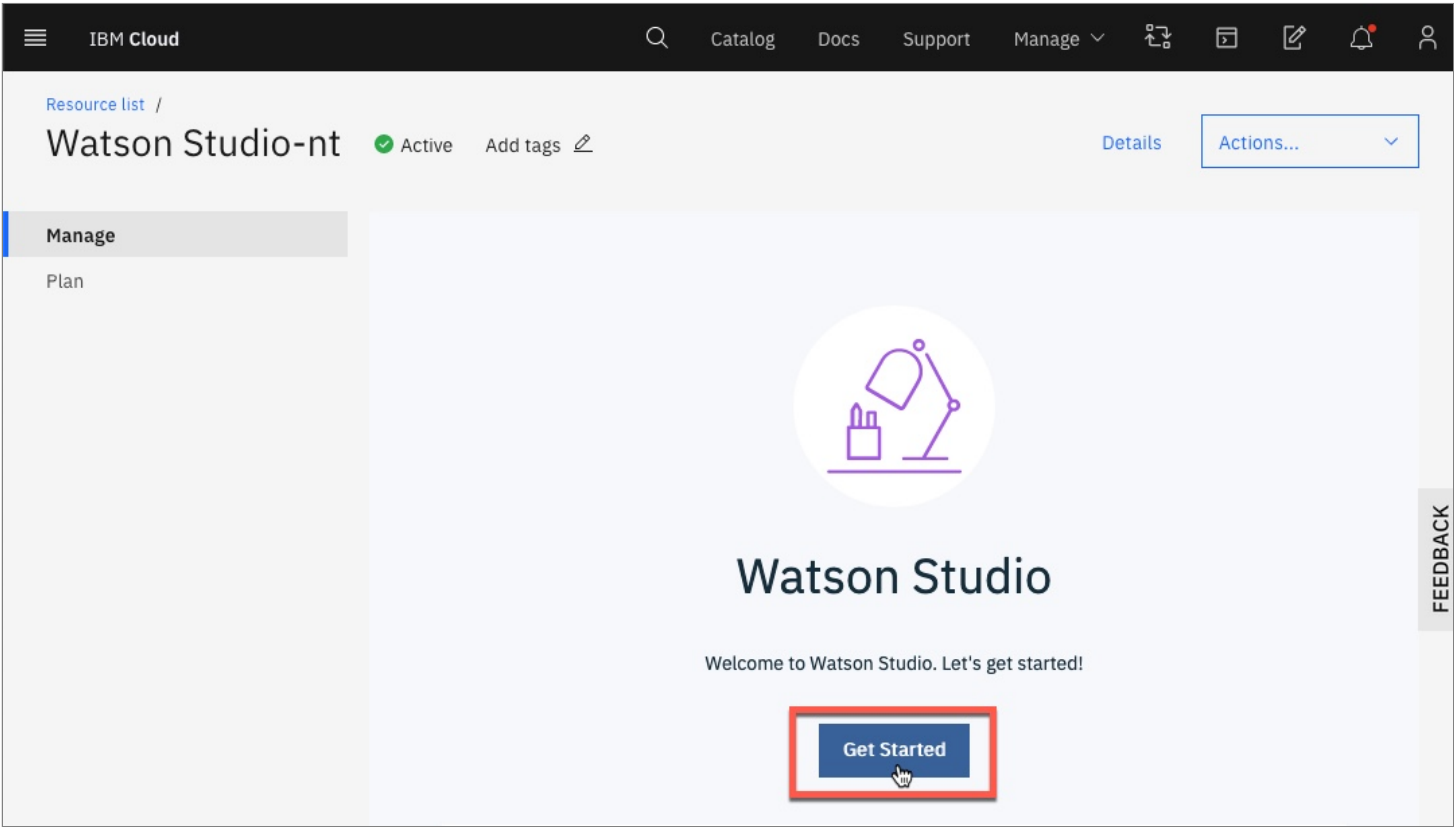 IBM Cloud Catalog Docs Support Manage
Resource list /
Watson Studio-nt Active Add tags Details Actions...
Manage
Plan
Watson Studio
Welcome to Watson Studio. Let's get started!
Get Started
FEEDBACK